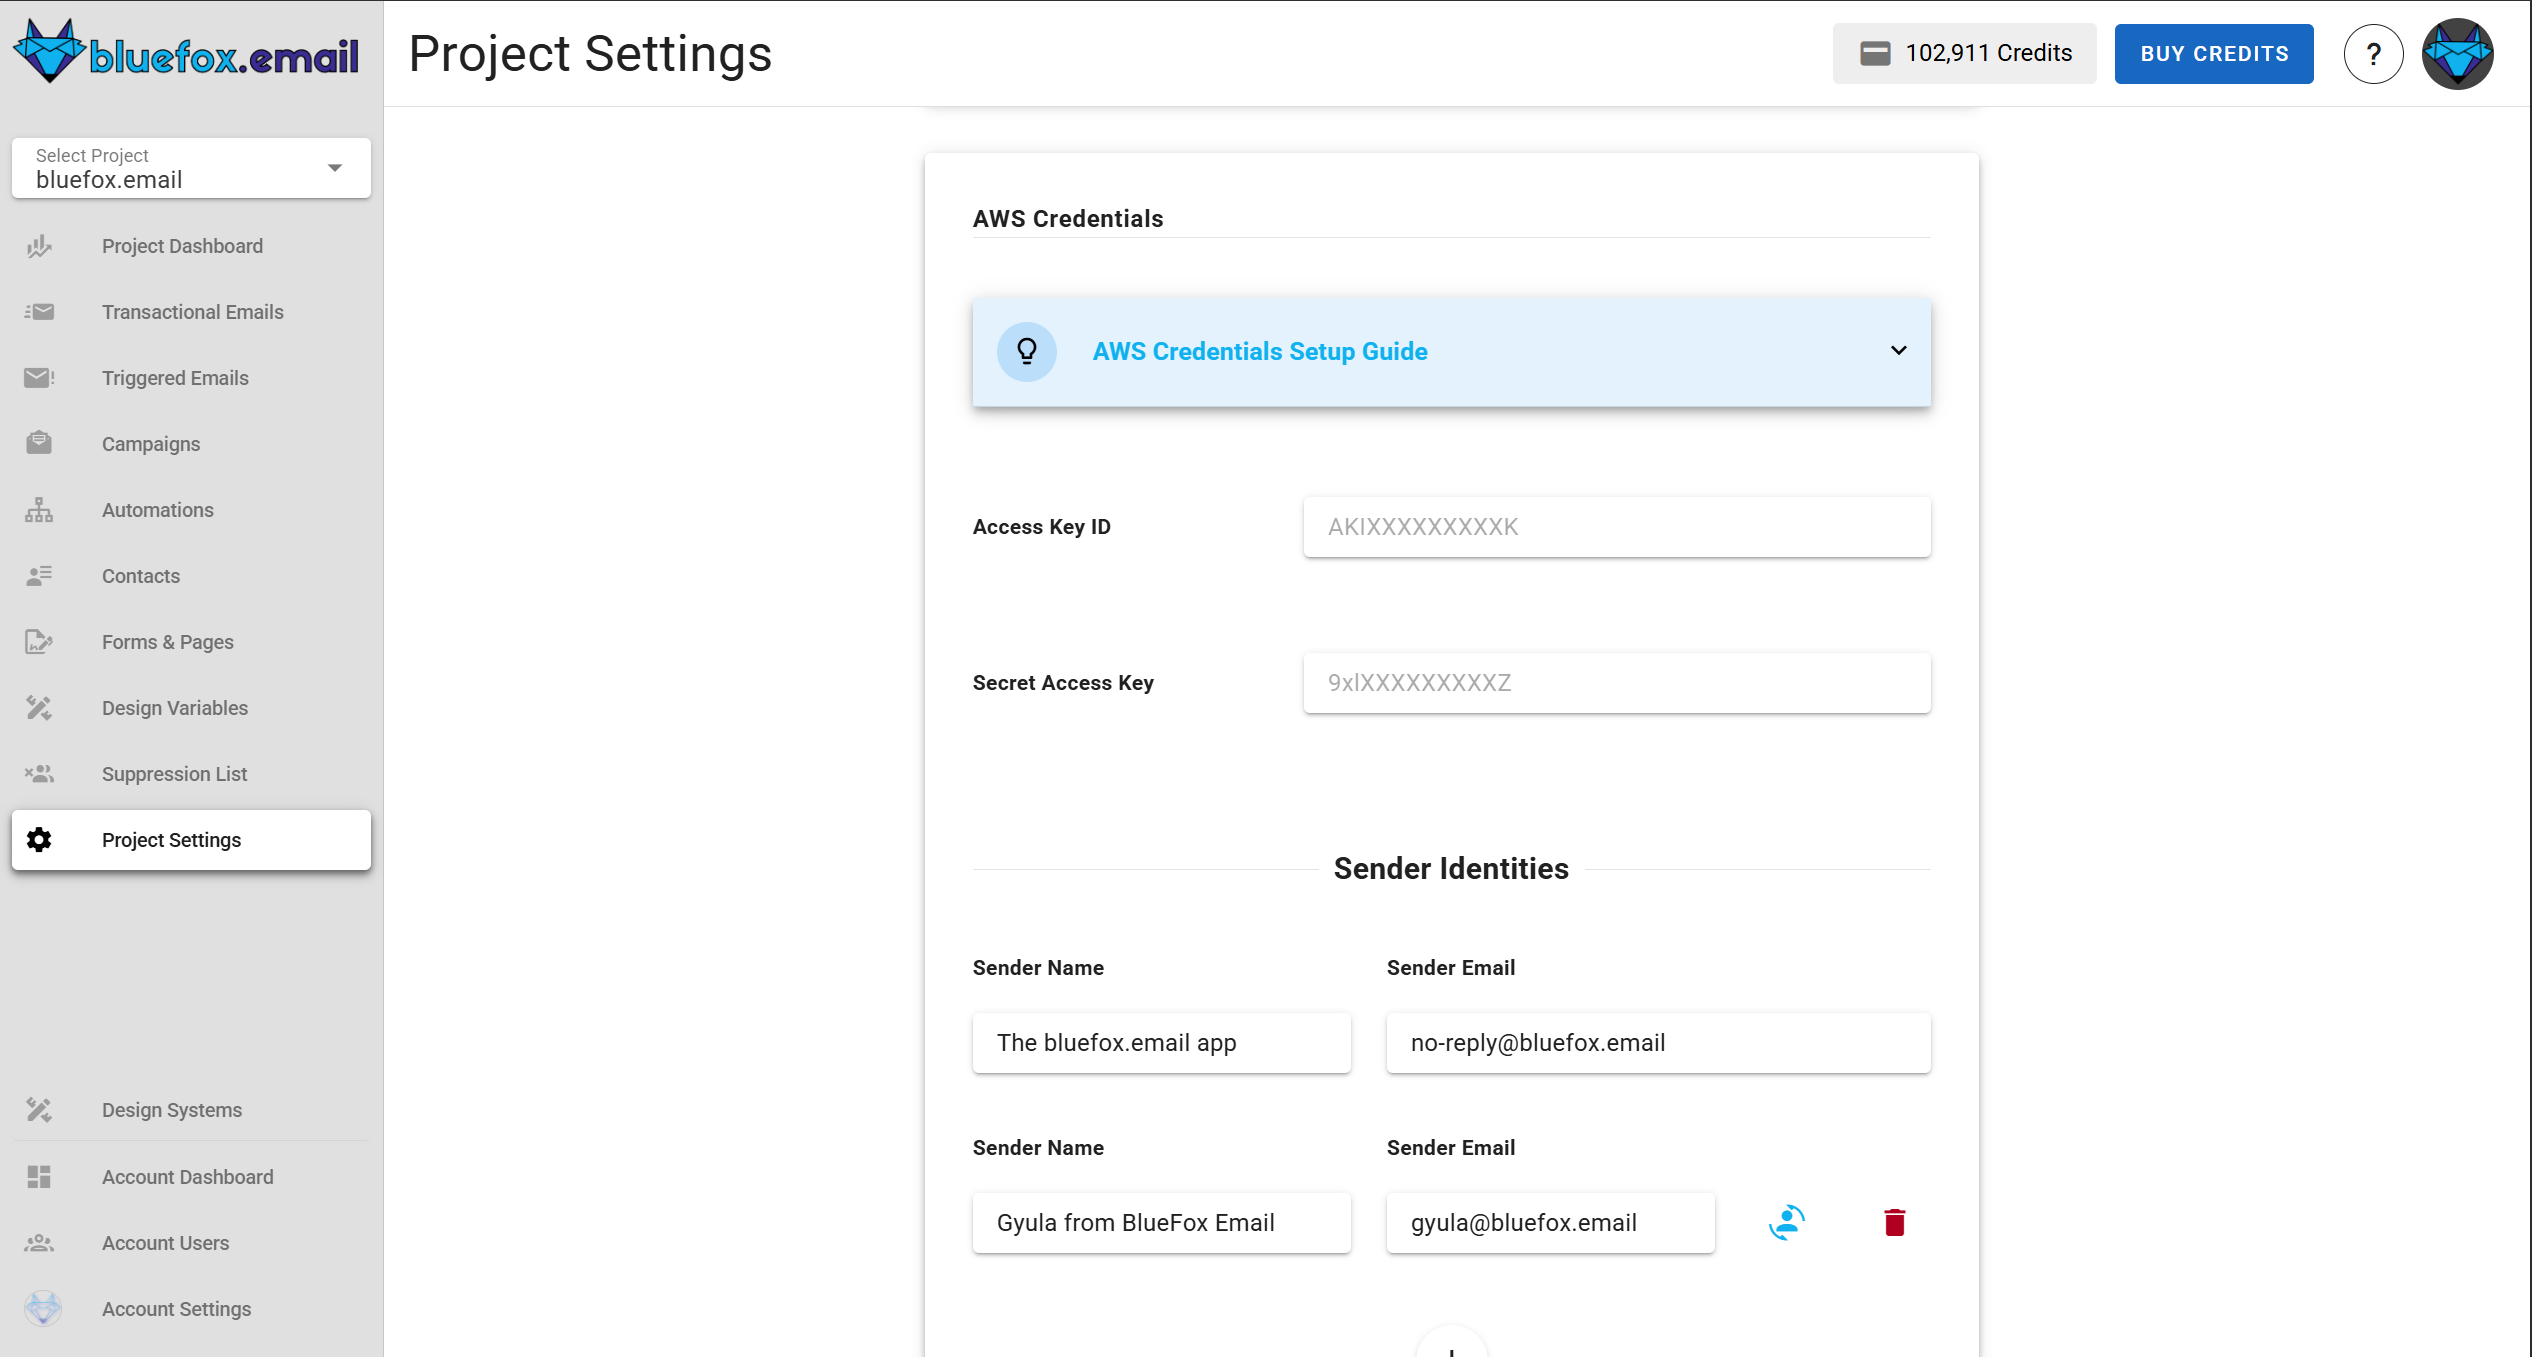 bluefox.email
Project Settings
102,911 Credits
BUY CREDITS
?
Select Project
bluefox.email
Project Dashboard
Transactional Emails
Triggered Emails
Campaigns
Automations
Contacts
Forms & Pages
Design Variables
Suppression List
Project Settings
Design Systems
Account Dashboard
Account Users
Account Settings
AWS Credentials
AWS Credentials Setup Guide
Access Key ID
AKIXXXXXXXXXK
Secret Access Key
9xlXXXXXXXXXZ
Sender Identities
Sender Name Sender Email
The bluefox.email app no-reply@bluefox.email
Sender Name Sender Email
Gyula from BlueFox Email gyula@bluefox.email